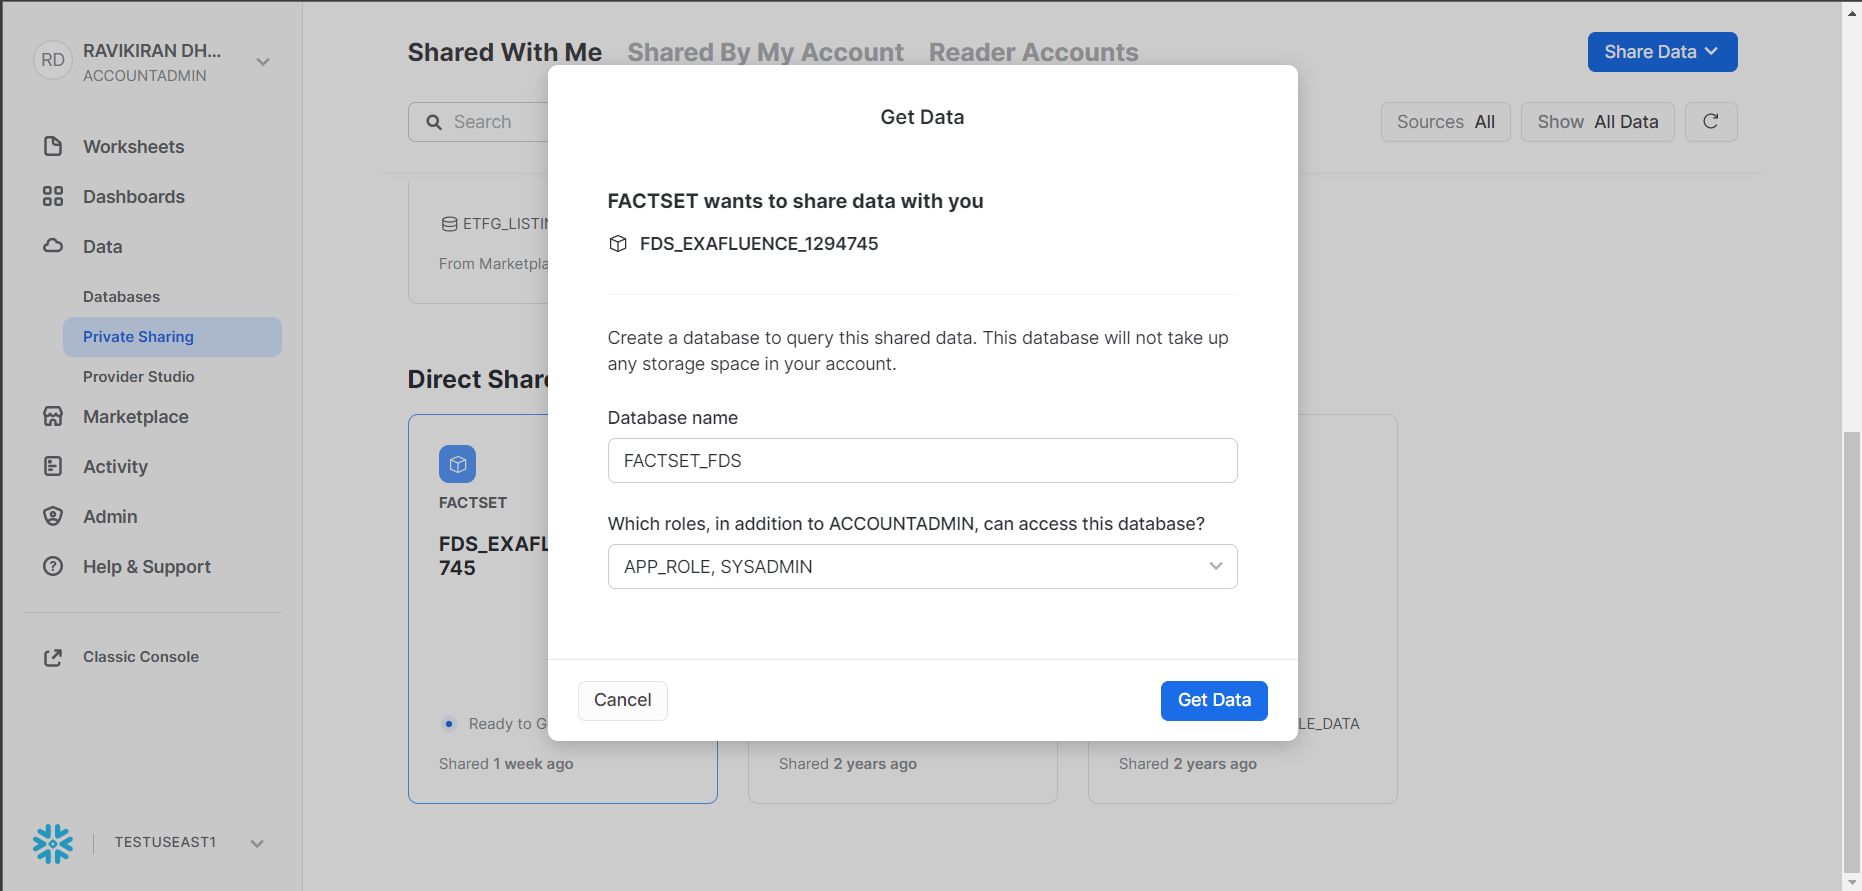 RD
RAVIKIRAN DH...
ACCOUNTADMIN
Worksheets
Dashboards
Data
Databases
Private Sharing
Provider Studio
Marketplace
Activity
Admin
Help & Support
Classic Console
TESTUSEAST1
Shared With Me
Shared By My Account
Reader Accounts
Share Data
Search
Sources All
Show All Data
ETFG_LISTIN
From Marketpla
Direct Share
FACTSET
FDS_EXAFL
745
Ready to G
Shared 1 week ago
Shared 2 years ago
LE_DATA
Shared 2 years ago
Get Data
FACTSET wants to share data with you
FDS_EXAFLUENCE_1294745
Create a database to query this shared data. This database will not take up
any storage space in your account.
Database name
FACTSET_FDS
Which roles, in addition to ACCOUNTADMIN, can access this database?
APP_ROLE, SYSADMIN
Cancel
Get Data